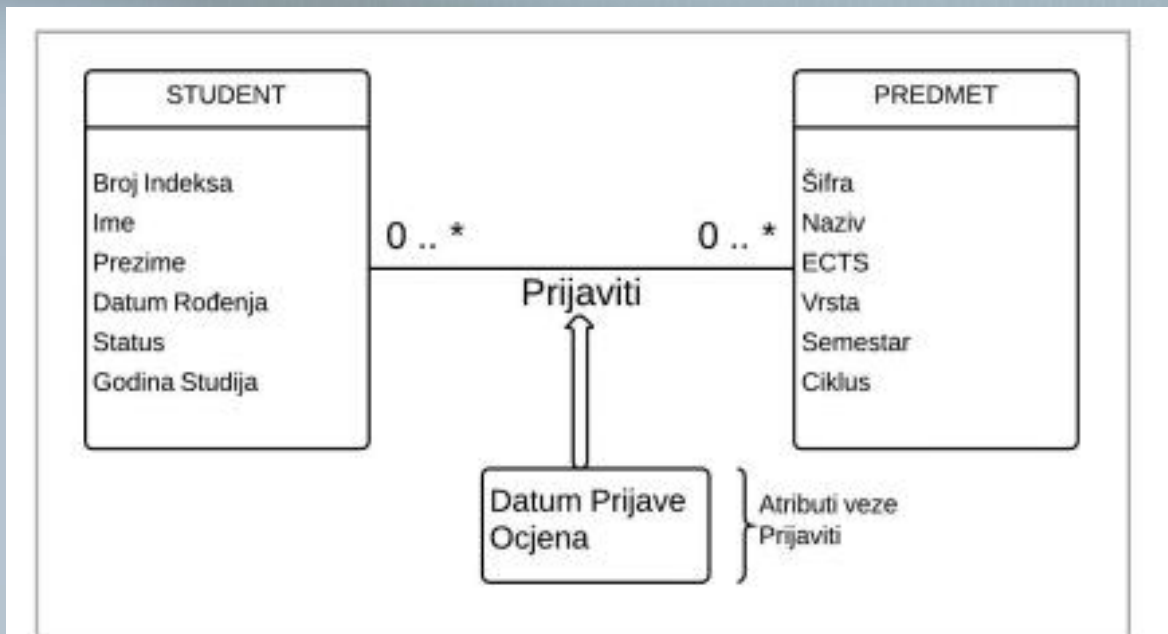 STUDENT
Broj Indeksa
Ime
Prezime
Datum Rođenja
Status
Godina Studija
0 .. *
0 .. *
Prijaviti
PREDMET
Šifra
Naziv
ECTS
Vrsta
Semestar
Ciklus
Datum Prijave
Ocjena
Atributi veze
Prijaviti